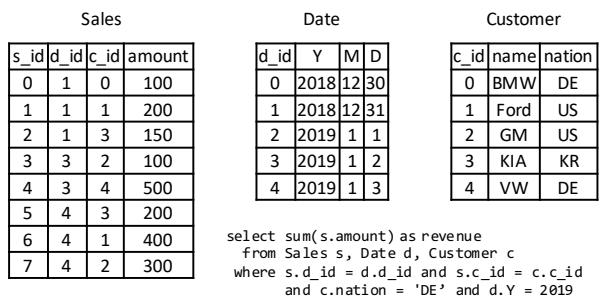 Sales
s_id d_id c_id amount
0 1 0 100
1 1 1 200
2 1 3 150
3 3 2 100
4 3 4 500
5 4 3 200
6 4 1 400
7 4 2 300
Date
d_id Y M D
0 2018 12 30
1 2018 12 31
2 2019 1 1
3 2019 1 2
4 2019 1 3
Customer
c_id name nation
0 BMW DE
1 Ford US
2 GM US
3 KIA KR
4 VW DE
select sum(s.amount) as revenue
from Sales s, Date d, Customer c
where s.d_id = d.d_id and s.c_id = c.c_id
and c.nation = 'DE’ and d.Y = 2019